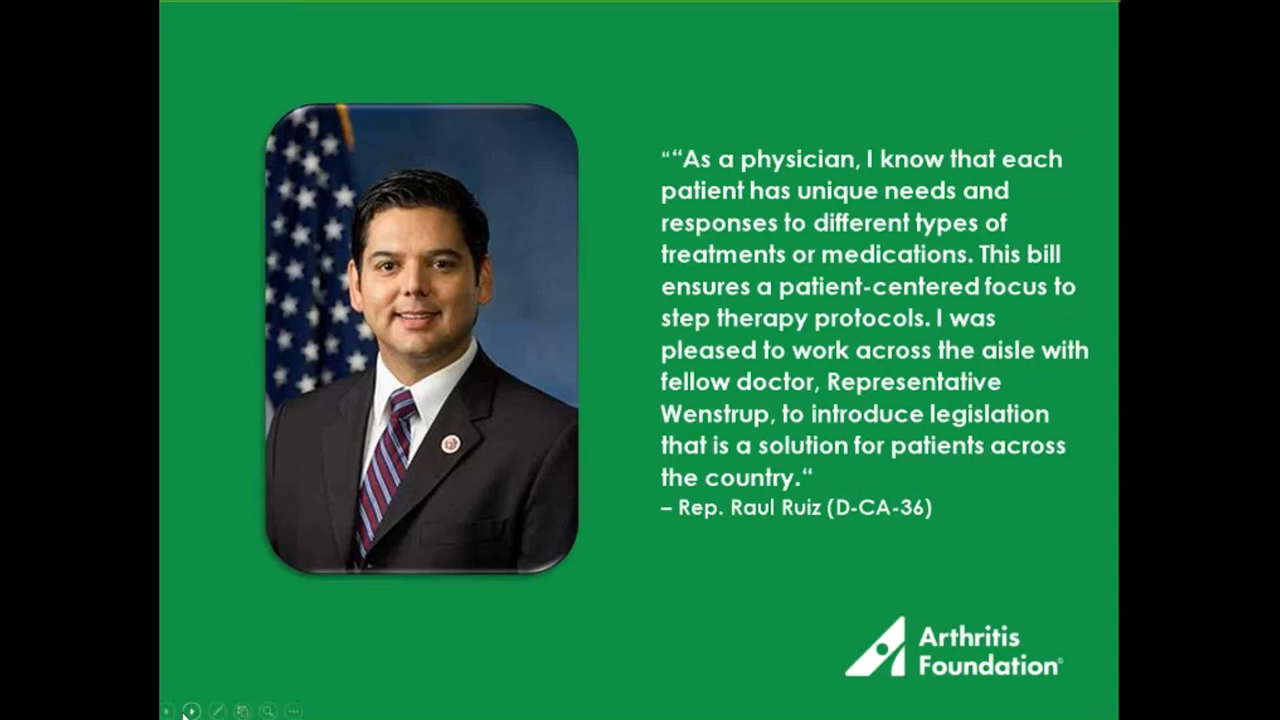 "“As a physician, I know that each
patient has unique needs and
responses to different types of
treatments or medications. This bill
ensures a patient-centered focus to
step therapy protocols. I was
pleased to work across the aisle with
fellow doctor, Representative
Wenstrup, to introduce legislation
that is a solution for patients across
the country.“
– Rep. Raul Ruiz (D-CA-36)
Arthritis
Foundation®